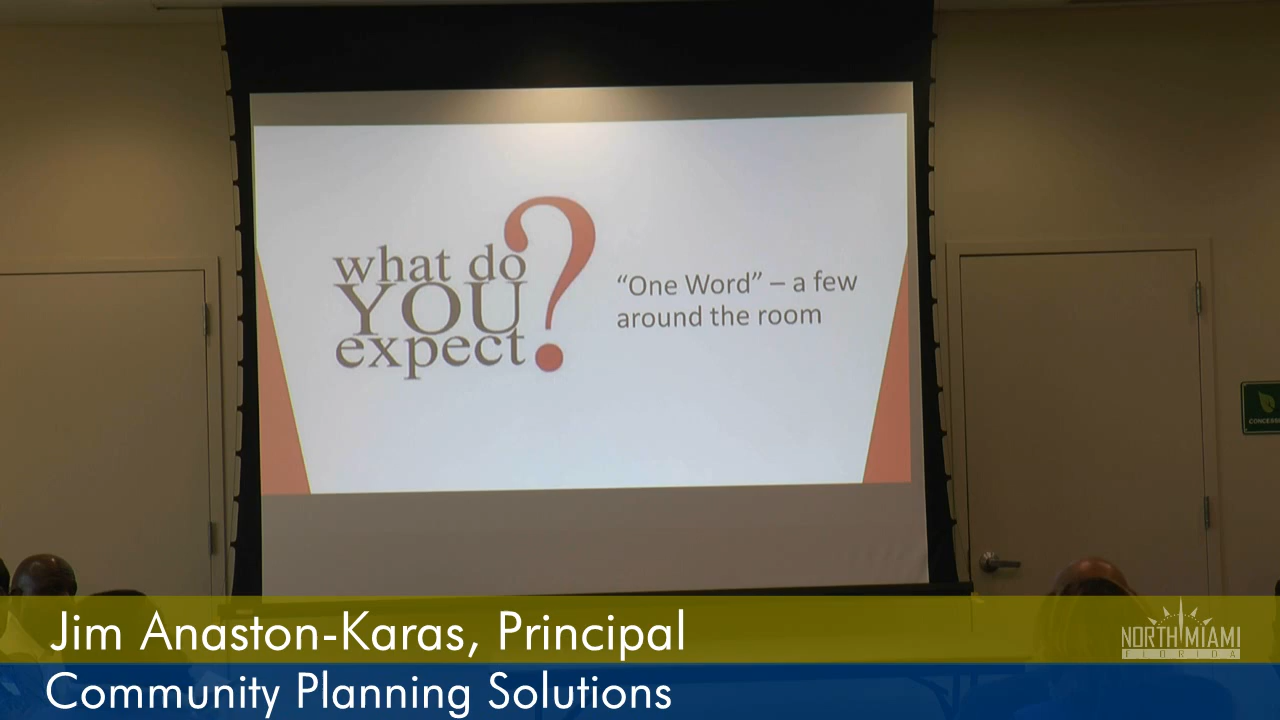 what do
YOU
expect
?
“One Word” – a few
around the room
Jim Anaston-Karas, Principal
Community Planning Solutions
NORTH MIAMI
FLORIDA